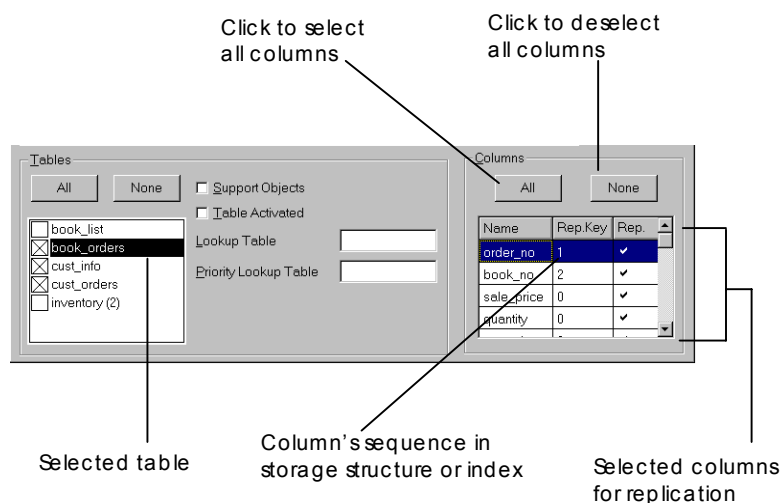 Click to select
all columns
Click to deselect
all columns
Tables
All
None
Support Objects
Table Activated
Lookup Table
Priority Lookup Table
book_list
book_orders
cust_info
cust_orders
inventory (2)
Columns
All
None
Name Rep.Key Rep.
order_no 1
book_no 2
sale_price 0
quantity 0
Selected table
Column's sequence in
storage structure or index
Selected columns
for replication